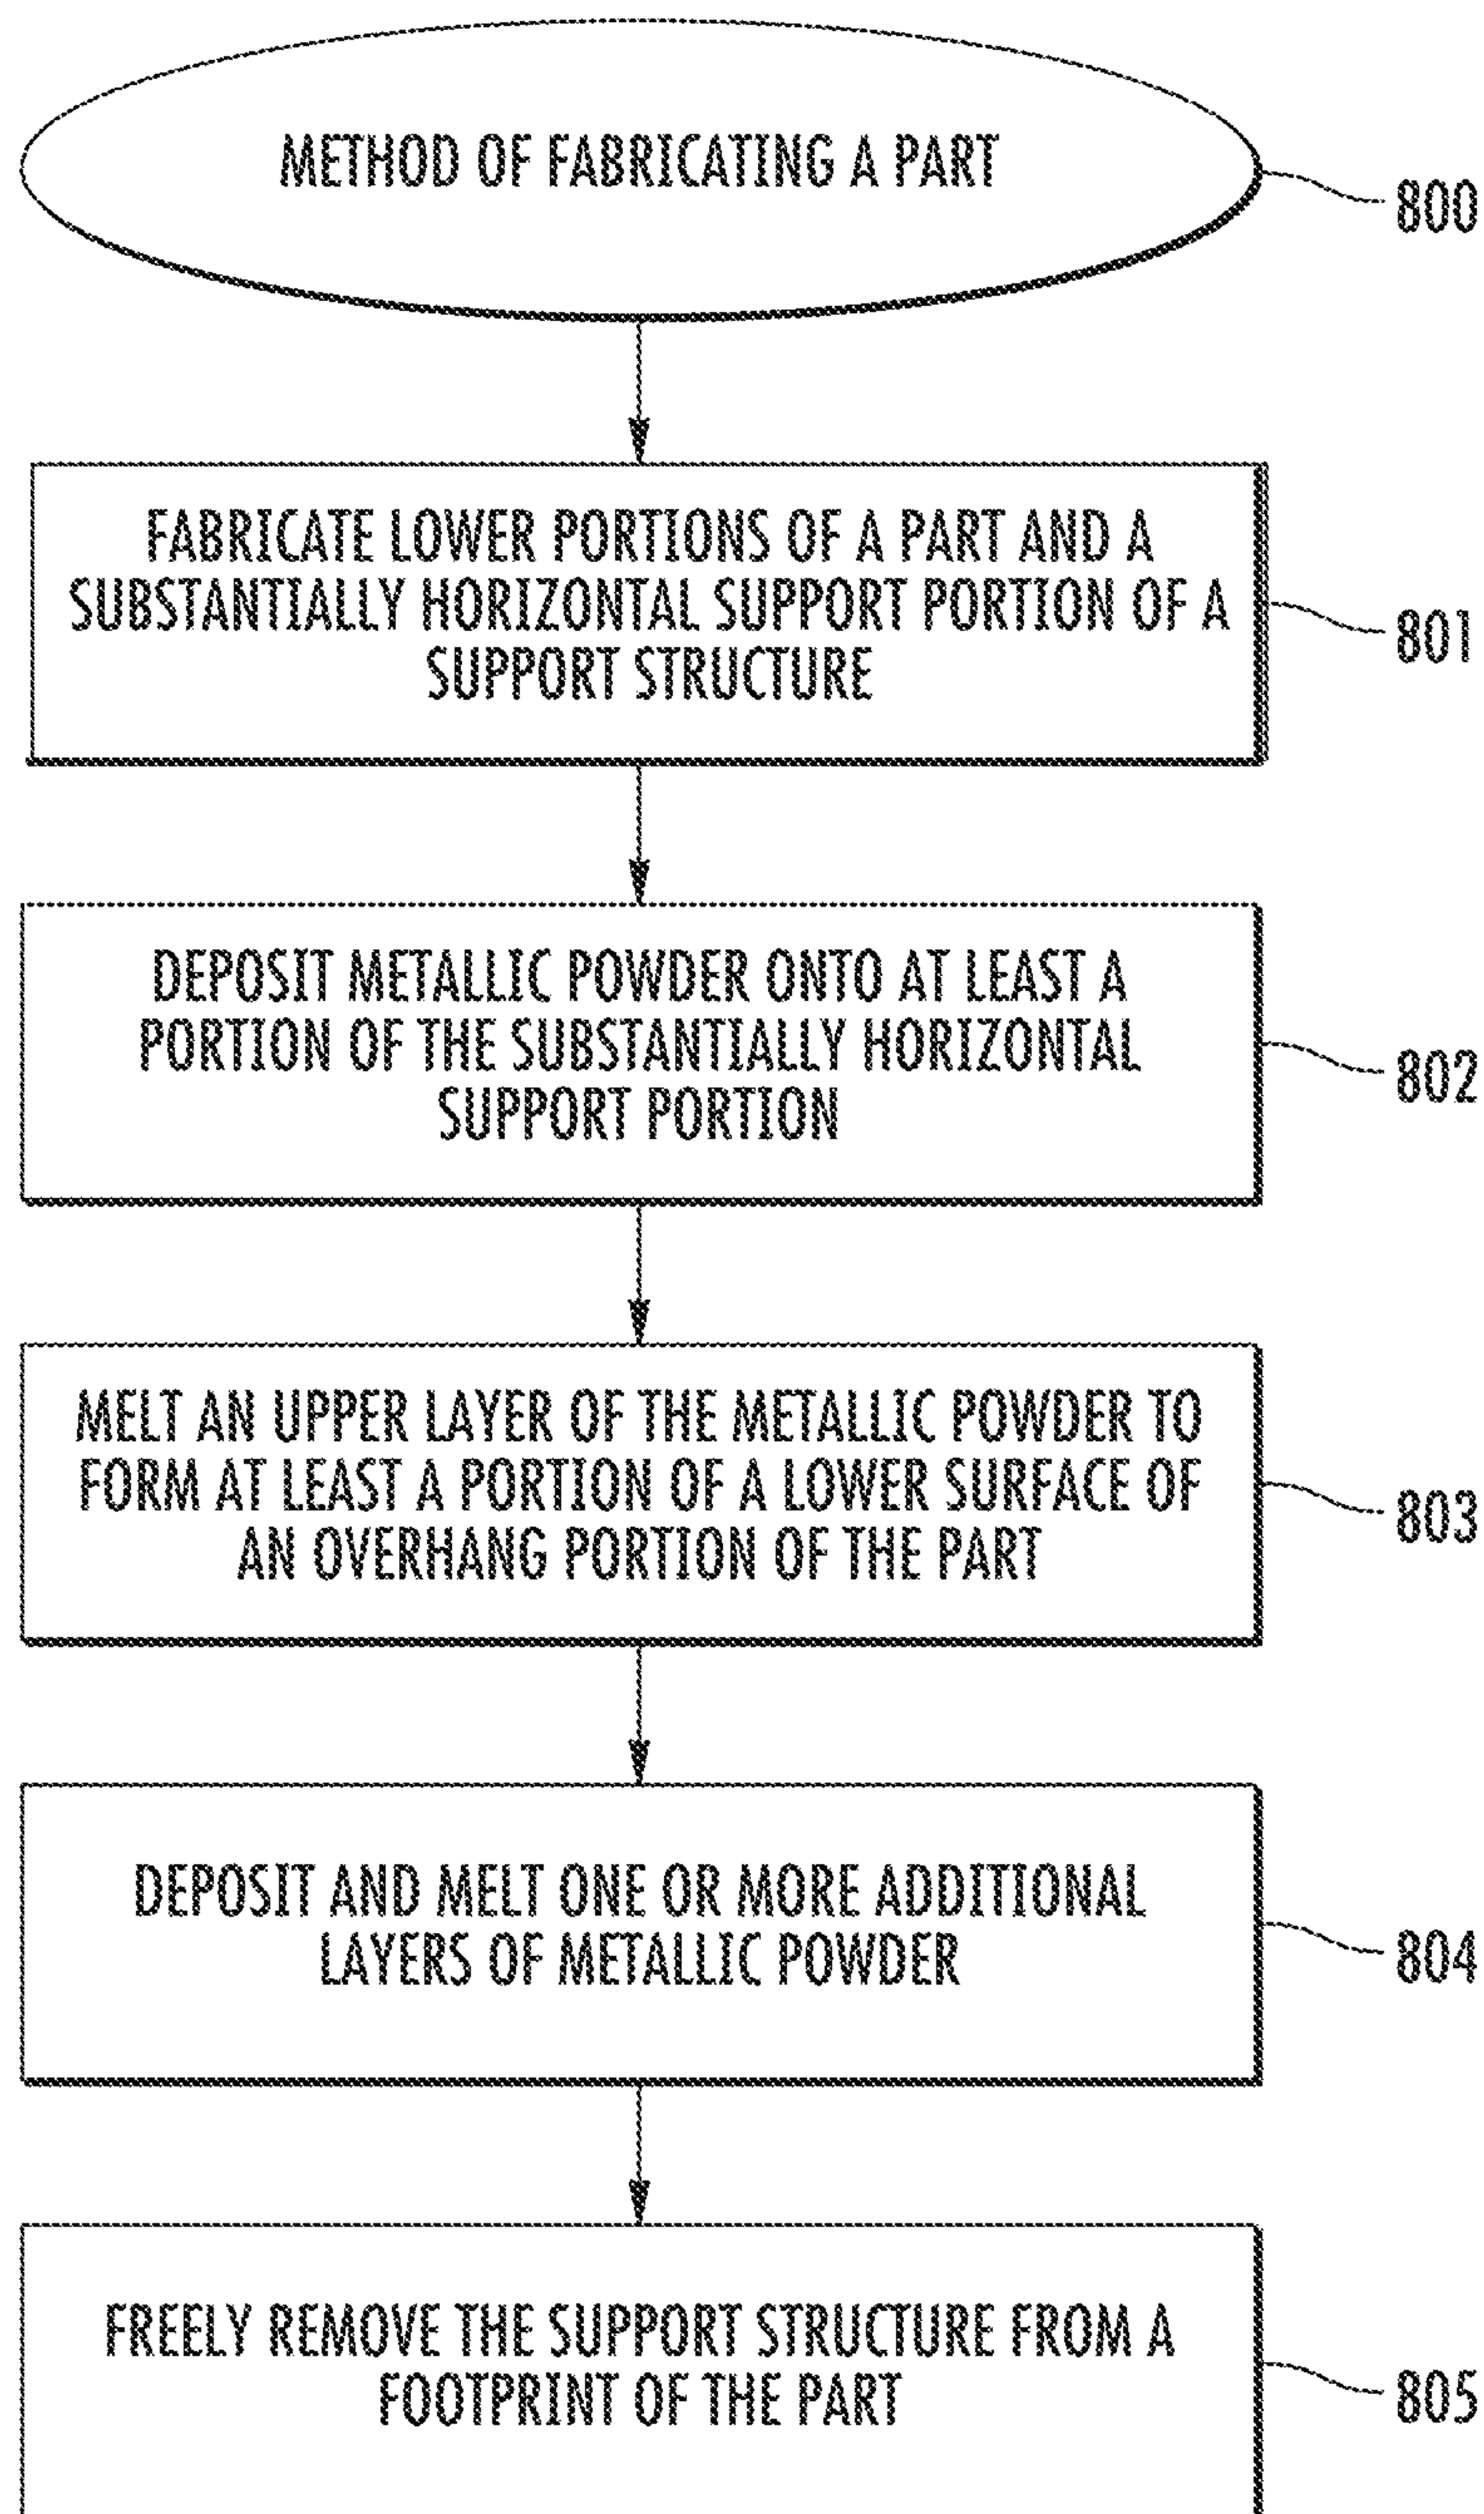 METHOD OF FABRICATING A PART
800
FABRICATE LOWER PORTIONS OF A PART AND A
SUBSTANTIALLY HORIZONTAL SUPPORT PORTION OF A
SUPPORT STRUCTURE
801
DEPOSIT METALLIC POWDER ONTO AT LEAST A
PORTION OF THE SUBSTANTIALLY HORIZONTAL
SUPPORT PORTION
802
MELT AN UPPER LAYER OF THE METALLIC POWDER TO
FORM AT LEAST A PORTION OF A LOWER SURFACE OF
AN OVERHANG PORTION OF THE PART
803
DEPOSIT AND MELT ONE OR MORE ADDITIONAL
LAYERS OF METALLIC POWDER
804
FREELY REMOVE THE SUPPORT STRUCTURE FROM A
FOOTPRINT OF THE PART
805